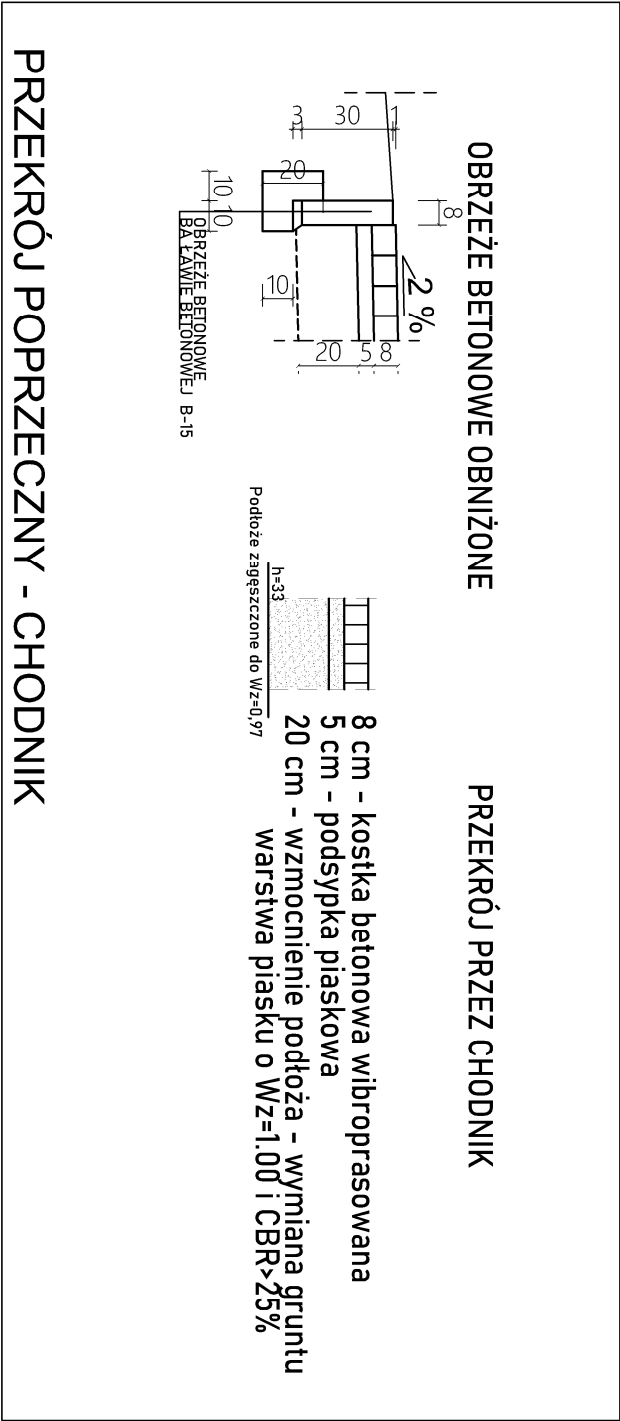 OBRZEŻE BETONOWE OBNIŻONE
3 30 1
20
10 10
8
2 %
10
20 5 8
OBRZEŻE BETONOWE
BA ŁAWIE BETONOWEJ B-15
PRZEKRÓJ PRZEZ CHODNIK
h=33
Podłoże zagęszczone do Wz=0,97
8 cm - kostka betonowa wibroprasowana
5 cm - podsypka piaskowa
20 cm - wzmocnienie podłoża - wymiana gruntu
warstwa piasku o Wz=1.00 i CBR>25%
PRZEKRÓJ POPRZECZNY - CHODNIK